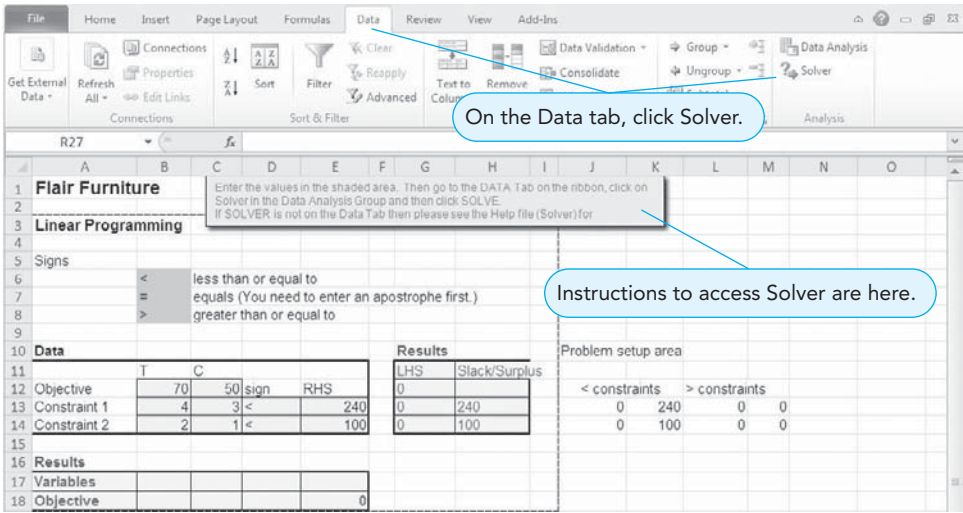 File Home Insert Page Layout Formulas Data Review View Add-Ins
Get External Data
Refresh All
Connections
Properties
Edit Links
Connections
Sort
Filter
Clear
Reapply
Advanced
Sort & Filter
Text to
Remove
Data Validation
Consolidate
Group
Ungroup
Data Analysis
Solver
Analysis
On the Data tab, click Solver.
R27 fx
A B C D E F G H I J K L M N O
Enter the values in the shaded area. Then go to the DATA Tab on the ribbon, click on
Solver in the Data Analysis Group and then click SOLVE.
If SOLVER is not on the Data Tab then please see the Help file (Solver) for
1 Flair Furniture
2
3 Linear Programming
4
5 Signs
6 < less than or equal to
7 = equals (You need to enter an apostrophe first.)
8 > greater than or equal to
Instructions to access Solver are here.
9
10 Data Results Problem setup area
11 T C LHS Slack/Surplus
12 Objective 70 50 sign RHS 0 < constraints > constraints
13 Constraint 1 4 3 < 240 0 240 0 240 0 0
14 Constraint 2 2 1 < 100 0 100 0 100 0 0
15
16 Results
17 Variables
18 Objective 0